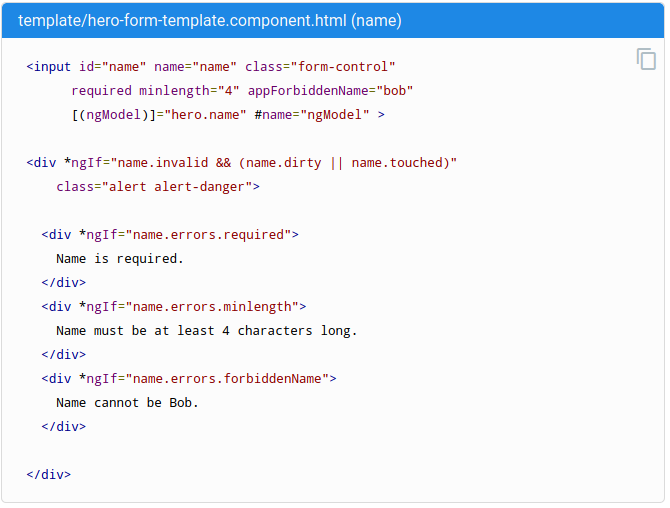 template/hero-form-template.component.html (name)
<input id="name" name="name" class="form-control"
required minlength="4" appForbiddenName="bob"
[(ngModel)]="hero.name" #name="ngModel" >
<div *ngIf="name.invalid && (name.dirty || name.touched)"
class="alert alert-danger">
<div *ngIf="name.errors.required">
Name is required.
</div>
<div *ngIf="name.errors.minlength">
Name must be at least 4 characters long.
</div>
<div *ngIf="name.errors.forbiddenName">
Name cannot be Bob.
</div>
</div>